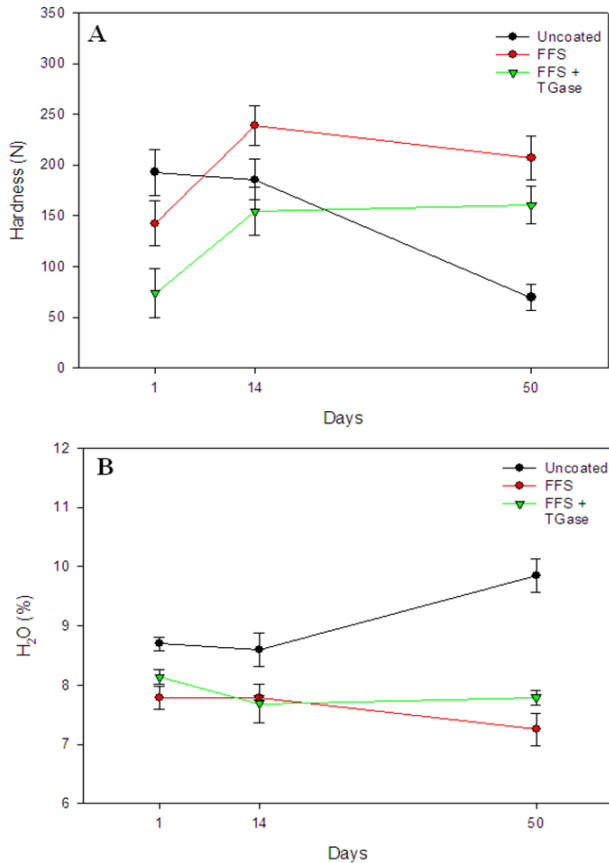 A
Uncoated
FFS
FFS +
TGase
350
300
250
200
150
100
50
0
Hardness (N)
1 14 50
Days
B
Uncoated
FFS
FFS +
TGase
12
11
10
9
8
7
6
H₂O (%)
1 14 50
Days